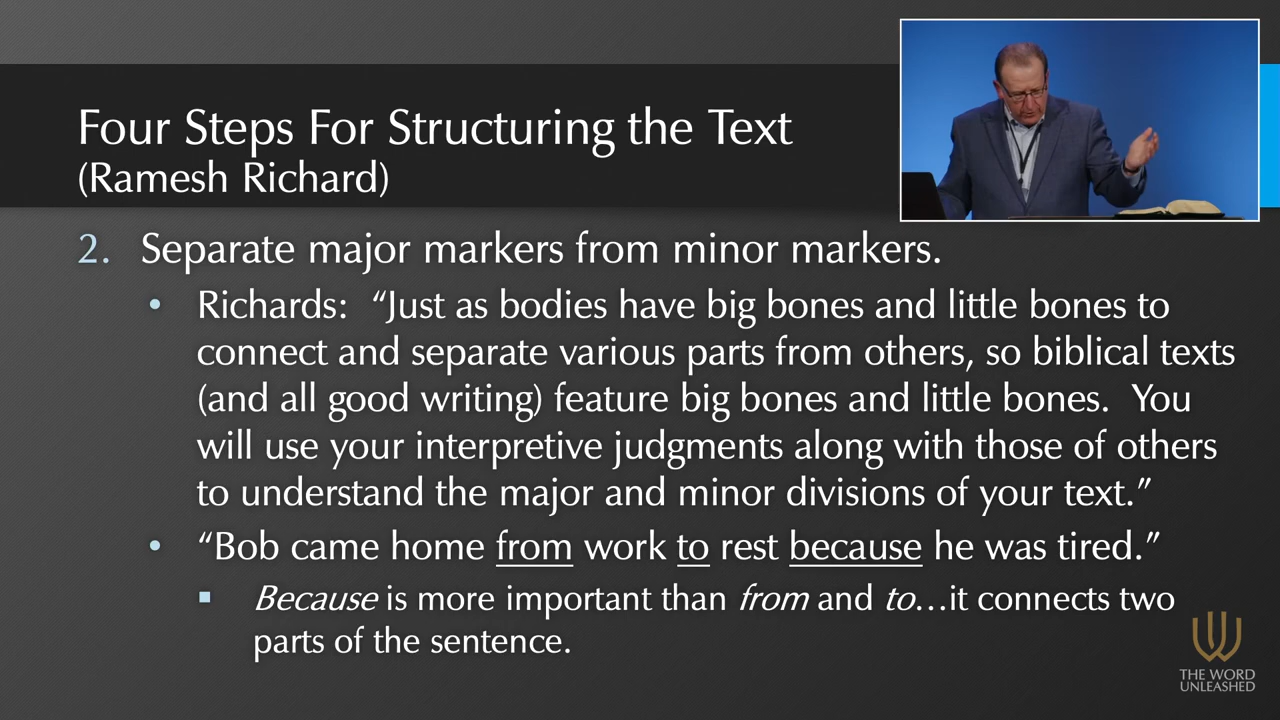 Four Steps For Structuring the Text
(Ramesh Richard)
2. Separate major markers from minor markers.
• Richards: “Just as bodies have big bones and little bones to
connect and separate various parts from others, so biblical texts
(and all good writing) feature big bones and little bones. You
will use your interpretive judgments along with those of others
to understand the major and minor divisions of your text.”
• “Bob came home from work to rest because he was tired.”
▪ Because is more important than from and to…it connects two
parts of the sentence.
THE WORD
UNLEASHED